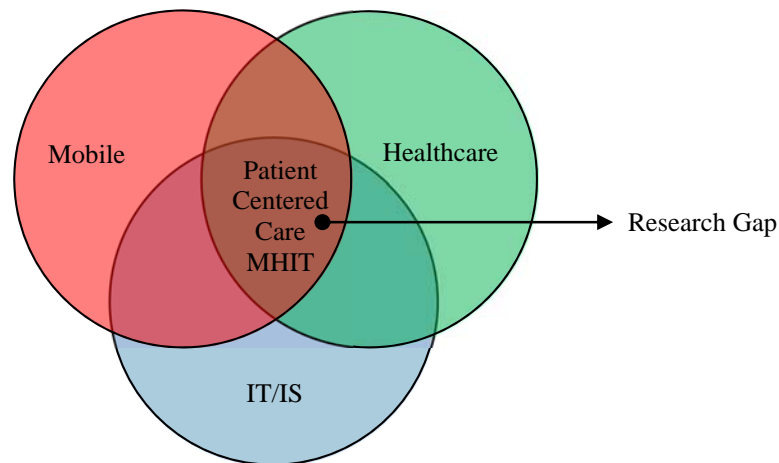 Mobile
Healthcare
Patient
Centered
Care
MHIT
Research Gap
IT/IS